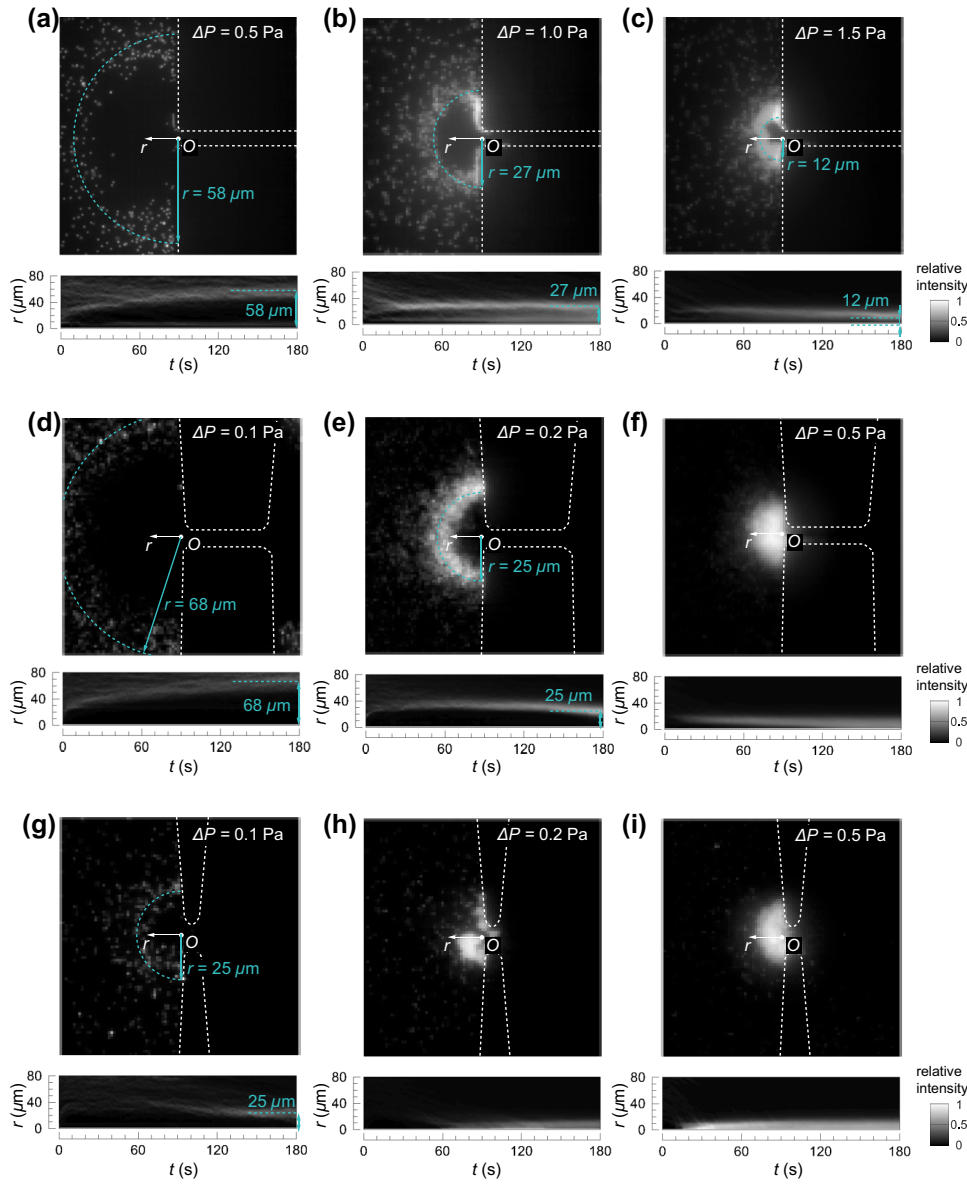 (a)
ΔP = 0.5 Pa
r
O
r = 58 μm
(b)
ΔP = 1.0 Pa
r
O
r = 27 μm
(c)
ΔP = 1.5 Pa
r
O
r = 12 μm
r (μm)
80
40
0
58 μm
0 60 120 180
t (s)
27 μm
80
40
0
0 60 120 180
t (s)
12 μm
80
40
0
0 60 120 180
t (s)
relative
intensity
1
0.5
0
(d)
ΔP = 0.1 Pa
r
O
r = 68 μm
(e)
ΔP = 0.2 Pa
r
O
r = 25 μm
(f)
ΔP = 0.5 Pa
r
O
r (μm)
80
40
0
68 μm
0 60 120 180
t (s)
r (μm)
25 μm
80
40
0
0 60 120 180
t (s)
r (μm)
80
40
0
0 60 120 180
t (s)
relative
intensity
1
0.5
0
(g)
ΔP = 0.1 Pa
r
O
r = 25 μm
(h)
ΔP = 0.2 Pa
r
O
(i)
ΔP = 0.5 Pa
r
O
r (μm)
80
40
0
25 μm
0 60 120 180
t (s)
r (μm)
80
40
0
0 60 120 180
t (s)
r (μm)
80
40
0
0 60 120 180
t (s)
relative
intensity
1
0.5
0